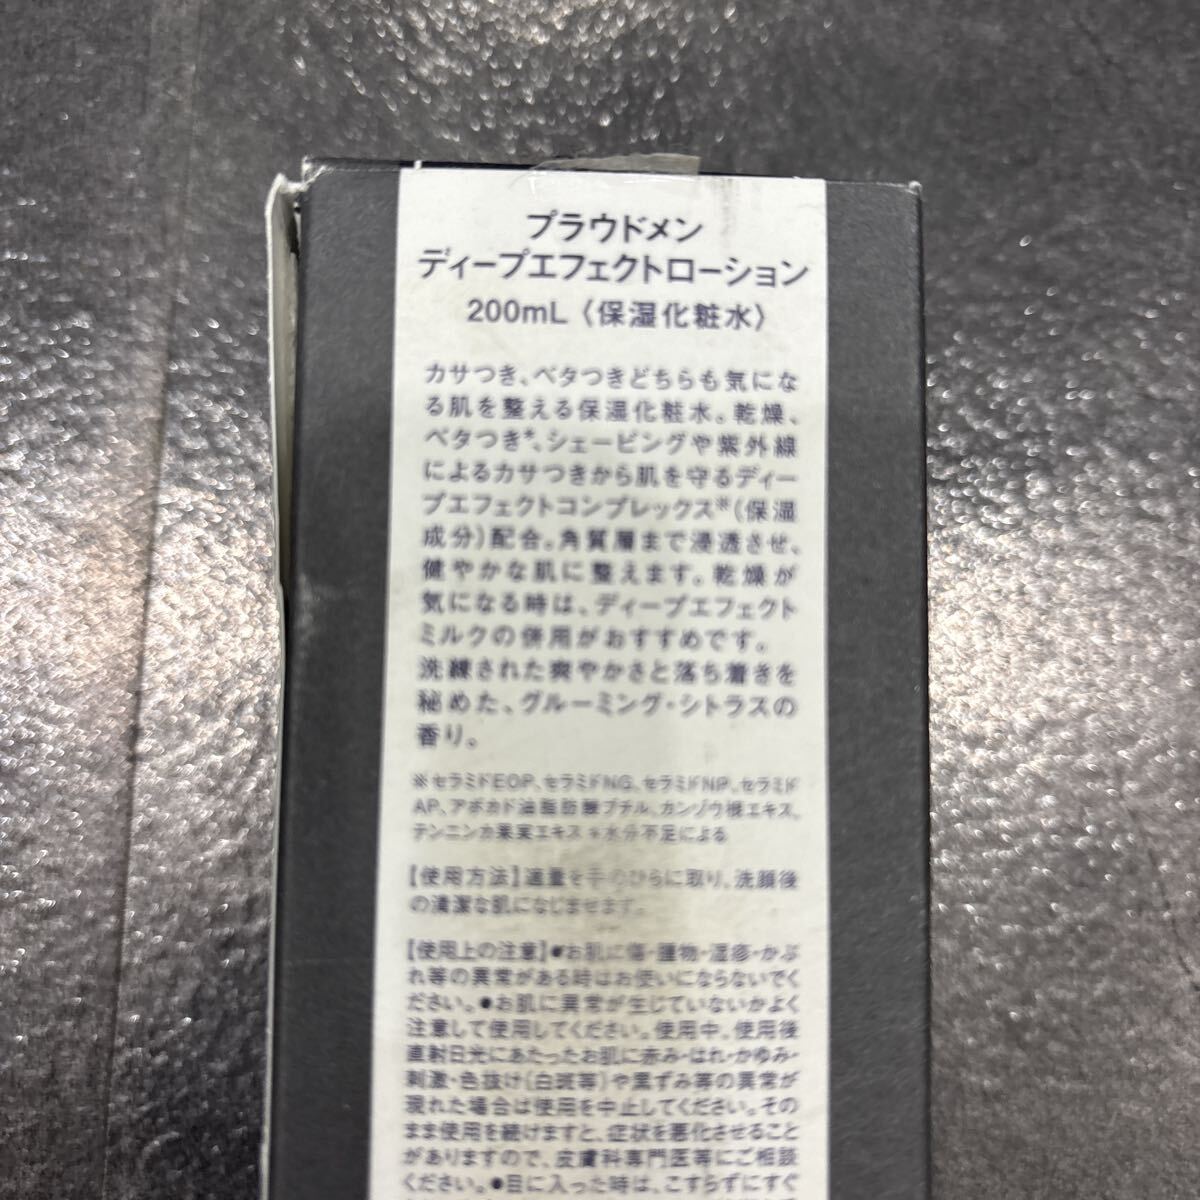 プラウドメン
ディープエフェクトローション
200mL〈保湿化粧水〉
カサつき、ベタつきどちらも気にな
る肌を整える保湿化粧水。乾燥、
ベタつき*、シェービングや紫外線
によるカサつきから肌を守るディー
プエフェクトコンプレックス※(保湿
成分)配合。角質層まで浸透させ、
健やかな肌に整えます。乾燥が
気になる時は、ディープエフェクト
ミルクの併用がおすすめです。
洗練された爽やかさと落ち着きを
秘めた、グルーミング・シトラスの
香り。
※セラミドEOP、セラミドNG、セラミドNP、セラミド
AP、アボカド油脂肪酸ブチル、カンゾウ根エキス、
テンニンカ果実エキス *水分不足による
【使用方法】適量を手のひらに取り、洗顔後
の清潔な肌になじませます。
【使用上の注意】●お肌に傷・腫物・湿疹・かぶ
れ等の異常がある時はお使いにならないでく
ださい。●お肌に異常が生じていないかよく
注意して使用してください。使用中、使用後
直射日光にあたったお肌に赤み・はれ・かゆみ・
刺激・色抜け(白斑等)や黒ずみ等の異常が
現れた場合は使用を中止してください。その
まま使用を続けますと、症状を悪化させること
がありますので、皮膚科専門医等にご相談
ください。●目に入った時は、こすらずにすぐ